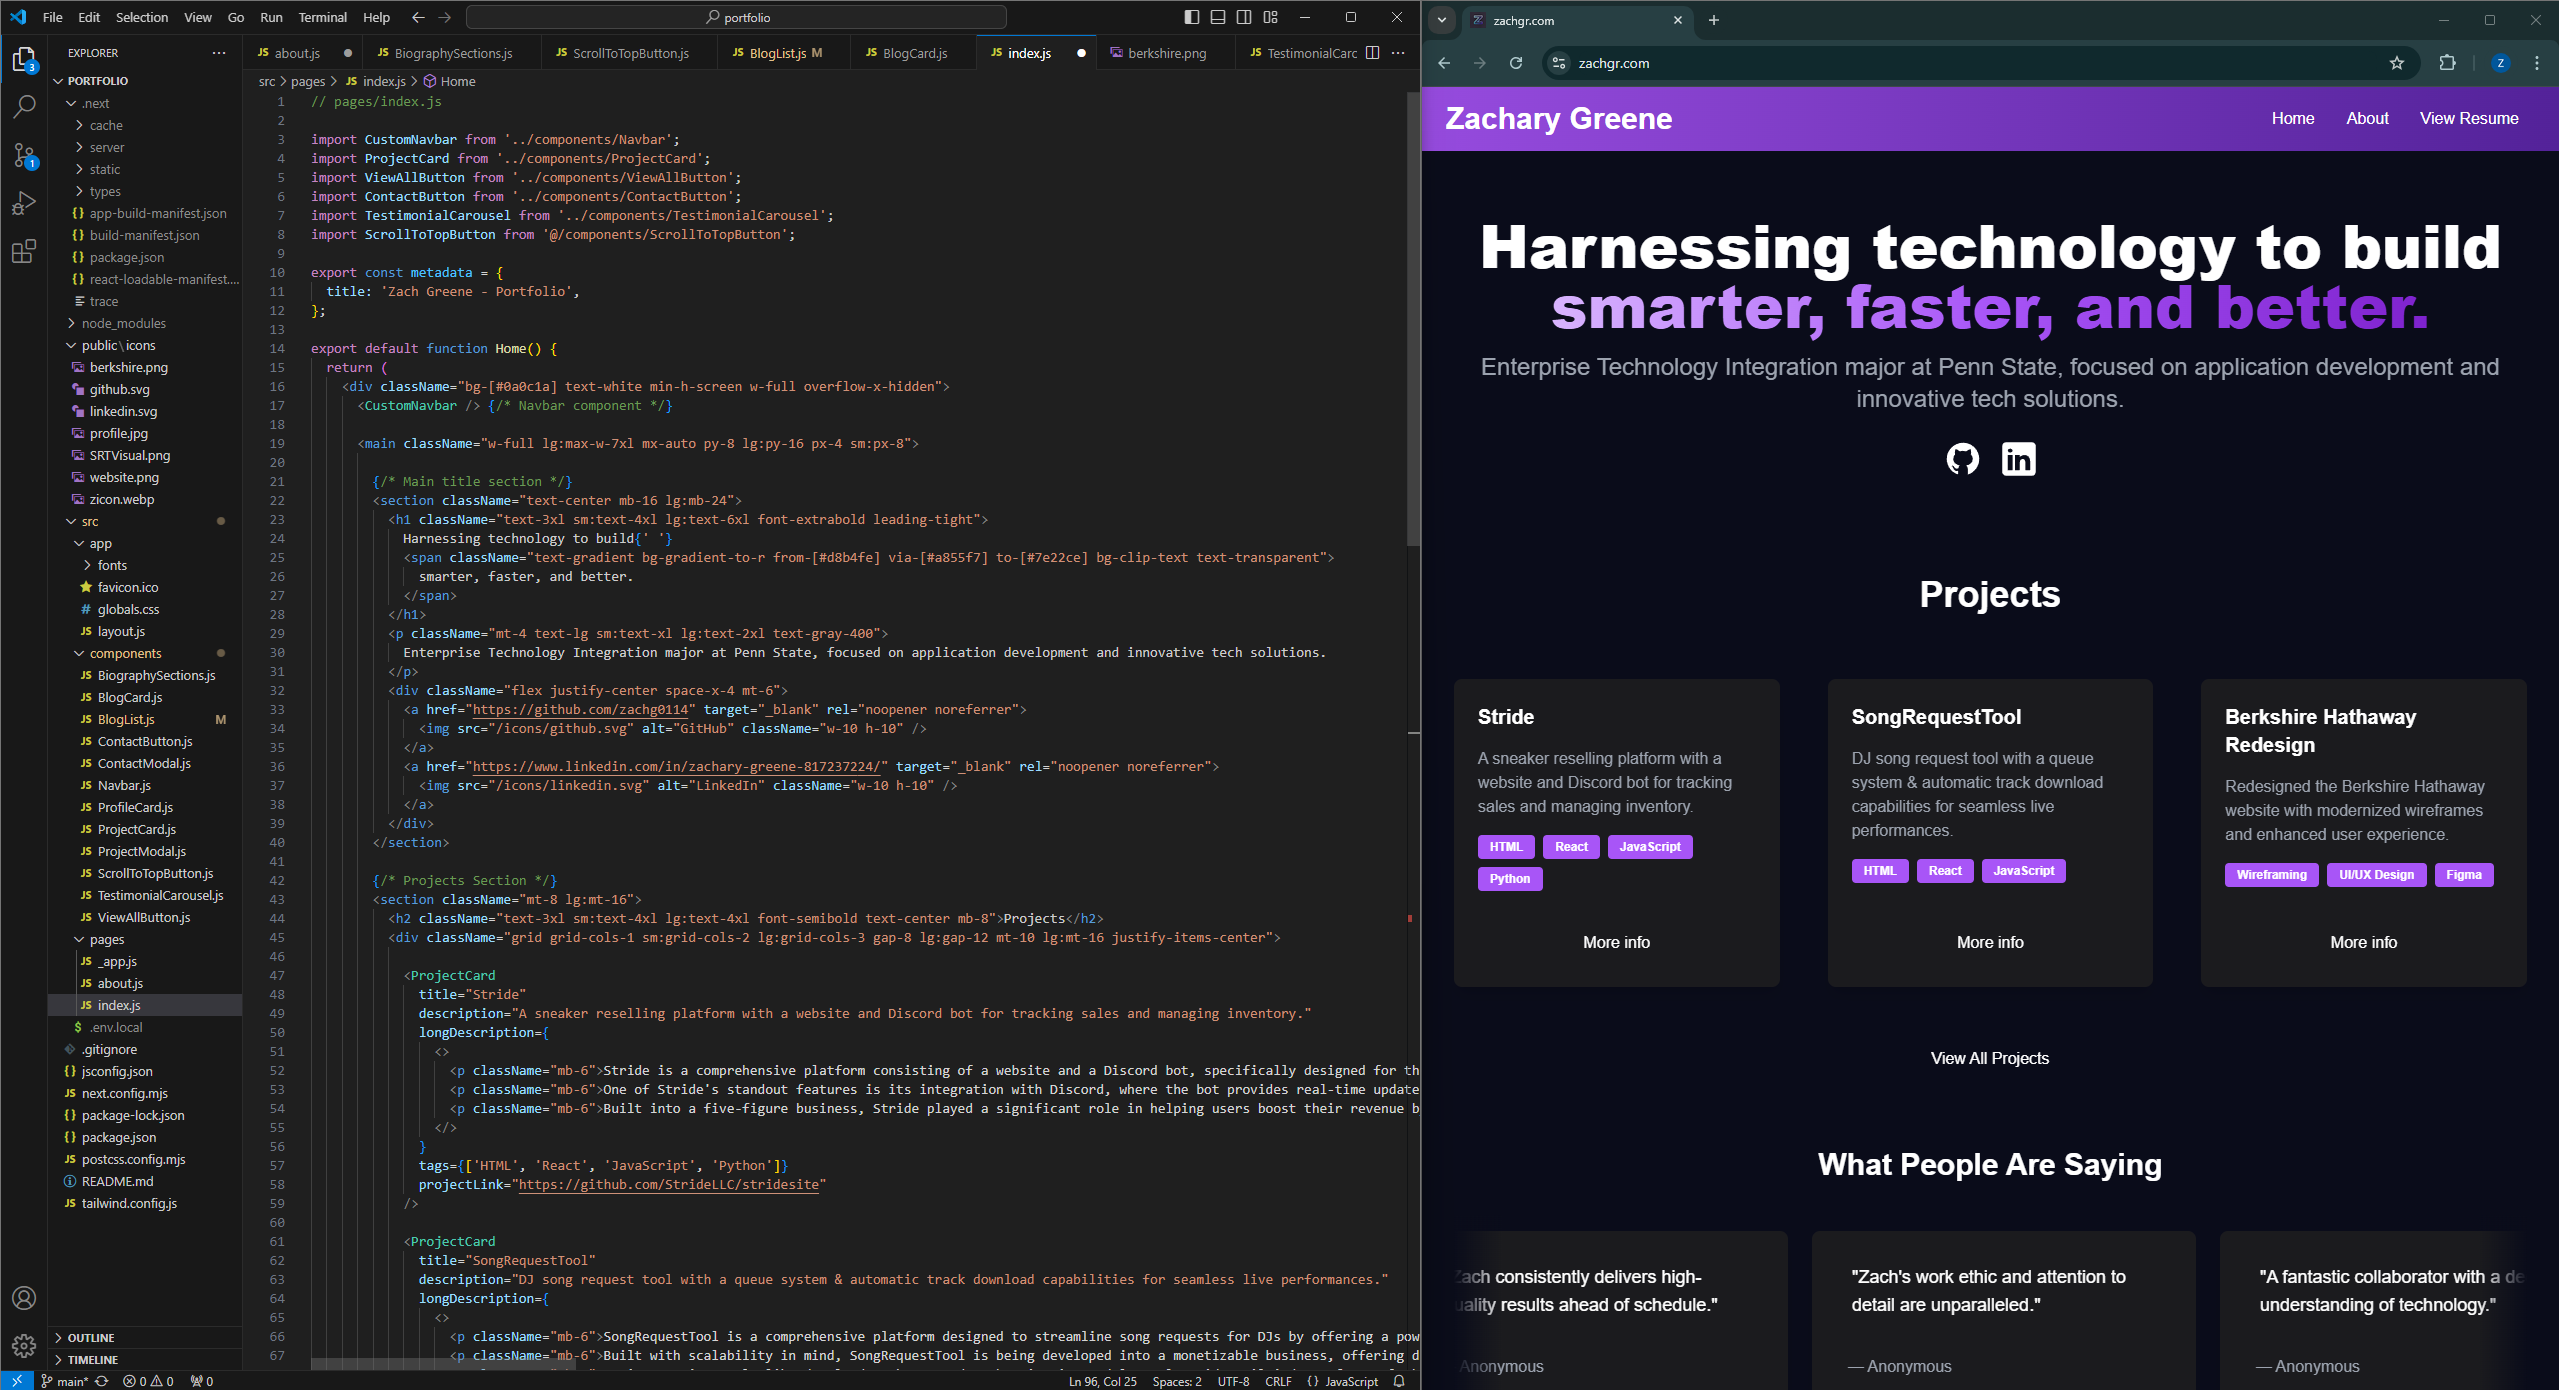 File Edit Selection View Go Run Terminal Help
portfolio
EXPLORER
PORTFOLIO
.next
cache
server
static
types
app-build-manifest.json
build-manifest.json
package.json
react-loadable-manifest....
trace
node_modules
public\icons
berkshire.png
github.svg
linkedin.svg
profile.jpg
SRTVisual.png
website.png
zicon.webp
src
app
fonts
favicon.ico
globals.css
layout.js
components
BiographySections.js
BlogCard.js
BlogList.js M
ContactButton.js
ContactModal.js
Navbar.js
ProfileCard.js
ProjectCard.js
ProjectModal.js
ScrollToTopButton.js
TestimonialCarousel.js
ViewAllButton.js
pages
_app.js
about.js
index.js
.env.local
.gitignore
jsconfig.json
next.config.mjs
package-lock.json
package.json
postcss.config.mjs
README.md
tailwind.config.js
OUTLINE
TIMELINE
about.js BiographySections.js ScrollToTopButton.js BlogList.js M BlogCard.js index.js berkshire.png TestimonialCarc
src > pages > JS index.js > Home
1 // pages/index.js
2
3 import CustomNavbar from '../components/Navbar';
4 import ProjectCard from '../components/ProjectCard';
5 import ViewAllButton from '../components/ViewAllButton';
6 import ContactButton from '../components/ContactButton';
7 import TestimonialCarousel from '../components/TestimonialCarousel';
8 import ScrollToTopButton from '@/components/ScrollToTopButton';
9
10 export const metadata = {
11 title: 'Zach Greene - Portfolio',
12 };
13
14 export default function Home() {
15 return (
16 <div className="bg-[#0a0c1a] text-white min-h-screen w-full overflow-x-hidden">
17 <CustomNavbar /> {/* Navbar component */}
18
19 <main className="w-full lg:max-w-7xl mx-auto py-8 lg:py-16 px-4 sm:px-8">
20
21 {/* Main title section */}
22 <section className="text-center mb-16 lg:mb-24">
23 <h1 className="text-3xl sm:text-4xl lg:text-6xl font-extrabold leading-tight">
24 Harnessing technology to build{' '}
25 <span className="text-gradient bg-gradient-to-r from-[#d8b4fe] via-[#a855f7] to-[#7e22ce] bg-clip-text text-transparent">
26 smarter, faster, and better.
27 </span>
28 </h1>
29 <p className="mt-4 text-lg sm:text-xl lg:text-2xl text-gray-400">
30 Enterprise Technology Integration major at Penn State, focused on application development and innovative tech solutions.
31 </p>
32 <div className="flex justify-center space-x-4 mt-6">
33 <a href="https://github.com/zachg0114" target="_blank" rel="noopener noreferrer">
34 <img src="/icons/github.svg" alt="GitHub" className="w-10 h-10" />
35 </a>
36 <a href="https://www.linkedin.com/in/zachary-greene-817237224/" target="_blank" rel="noopener noreferrer">
37 <img src="/icons/linkedin.svg" alt="LinkedIn" className="w-10 h-10" />
38 </a>
39 </div>
40 </section>
41
42 {/* Projects Section */}
43 <section className="mt-8 lg:mt-16">
44 <h2 className="text-3xl sm:text-4xl lg:text-4xl font-semibold text-center mb-8">Projects</h2>
45 <div className="grid grid-cols-1 sm:grid-cols-2 lg:grid-cols-3 gap-8 lg:gap-12 mt-10 lg:mt-16 justify-items-center">
46
47 <ProjectCard
48 title="Stride"
49 description="A sneaker reselling platform with a website and Discord bot for tracking sales and managing inventory."
50 longDescription={
51 <>
52 <p className="mb-6">Stride is a comprehensive platform consisting of a website and a Discord bot, specifically designed for th
53 <p className="mb-6">One of Stride's standout features is its integration with Discord, where the bot provides real-time update
54 <p className="mb-6">Built into a five-figure business, Stride played a significant role in helping users boost their revenue b
55 </>
56 }
57 tags={['HTML', 'React', 'JavaScript', 'Python']}
58 projectLink="https://github.com/StrideLLC/stridesite"
59 />
60
61 <ProjectCard
62 title="SongRequestTool"
63 description="DJ song request tool with a queue system & automatic track download capabilities for seamless live performances."
64 longDescription={
65 <>
66 <p className="mb-6">SongRequestTool is a comprehensive platform designed to streamline song requests for DJs by offering a pow
67 <p className="mb-6">Built with scalability in mind, SongRequestTool is being developed into a monetizable business, offering d
main* 0 0 0
Ln 96, Col 25 Spaces: 2 UTF-8 CRLF {} JavaScript
zachgr.com
zachgr.com
Z
Zachary Greene
Home About View Resume
Harnessing technology to build
smarter, faster, and better.
Enterprise Technology Integration major at Penn State, focused on application development and
innovative tech solutions.
Projects
Stride
A sneaker reselling platform with a
website and Discord bot for tracking
sales and managing inventory.
HTML React JavaScript
Python
More info
SongRequestTool
DJ song request tool with a queue
system & automatic track download
capabilities for seamless live
performances.
HTML React JavaScript
More info
Berkshire Hathaway
Redesign
Redesigned the Berkshire Hathaway
website with modernized wireframes
and enhanced user experience.
Wireframing UI/UX Design Figma
More info
View All Projects
What People Are Saying
Zach consistently delivers high-
uality results ahead of schedule."
Anonymous
"Zach's work ethic and attention to
detail are unparalleled."
— Anonymous
"A fantastic collaborator with a de
understanding of technology."
— Anonymous